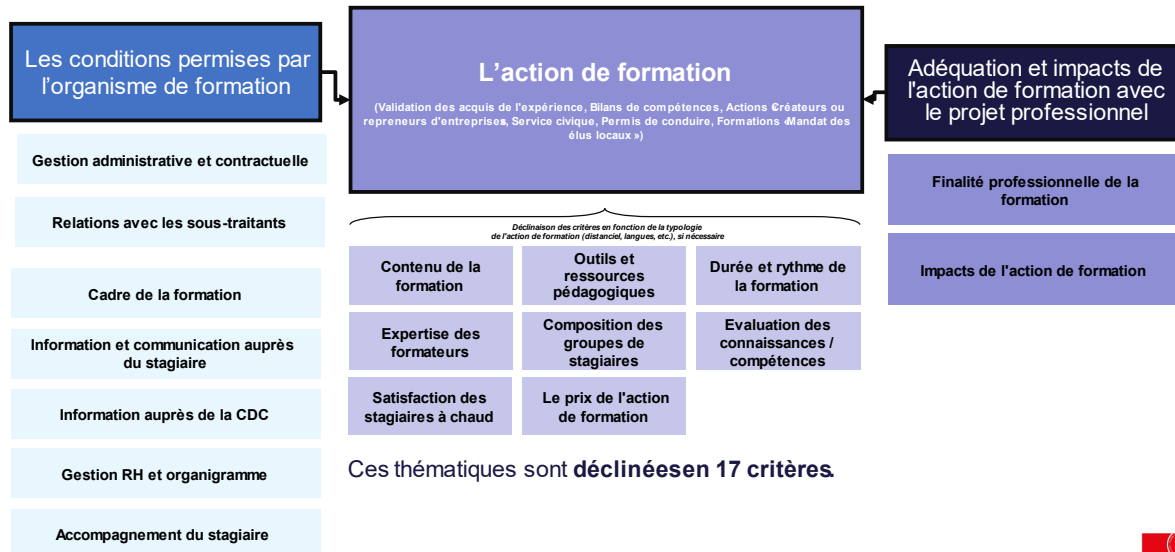 Les conditions permises par
l'organisme de formation
Gestion administrative et contractuelle
Relations avec les sous-traitants
Cadre de la formation
Information et communication auprès
du stagiaire
Information auprès de la CDC
Gestion RH et organigramme
Accompagnement du stagiaire
L'action de formation
(Validation des acquis de l'expérience, Bilans de compétences, Actions Créateurs ou
repreneurs d'entreprises, Service civique, Permis de conduire, Formations «Mandat des
élus locaux »)
Déclinaison des critères en fonction de la typologie
de l'action de formation (distanciel, langues, etc.), si nécessaire
Contenu de la
formation
Outils et
ressources
pédagogiques
Durée et rythme de
la formation
Expertise des
formateurs
Composition des
groupes de
stagiaires
Evaluation des
connaissances /
compétences
Satisfaction des
stagiaires à chaud
Le prix de l'action
de formation
Ces thématiques sont déclinéesen 17 critères.
Adéquation et impacts de
l'action de formation avec
le projet professionnel
Finalité professionnelle de la
formation
Impacts de l'action de formation